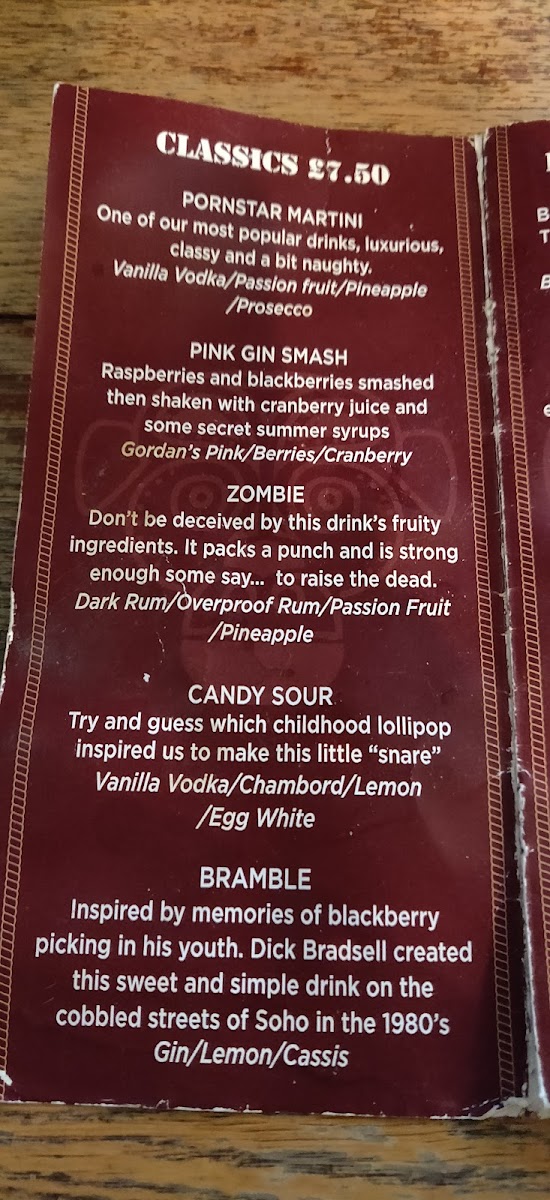 CLASSICS £7.50
PORNSTAR MARTINI
One of our most popular drinks, luxurious,
classy and a bit naughty.
Vanilla Vodka/Passion fruit/Pineapple
/Prosecco
PINK GIN SMASH
Raspberries and blackberries smashed
then shaken with cranberry juice and
some secret summer syrups
Gordan's Pink/Berries/Cranberry
ZOMBIE
Don't be deceived by this drink's fruity
ingredients. It packs a punch and is strong
enough some say... to raise the dead.
Dark Rum/Overproof Rum/Passion Fruit
/Pineapple
CANDY SOUR
Try and guess which childhood lollipop
inspired us to make this little “snare”
Vanilla Vodka/Chambord/Lemon
/Egg White
BRAMBLE
Inspired by memories of blackberry
picking in his youth. Dick Bradsell created
this sweet and simple drink on the
cobbled streets of Soho in the 1980's
Gin/Lemon/Cassis